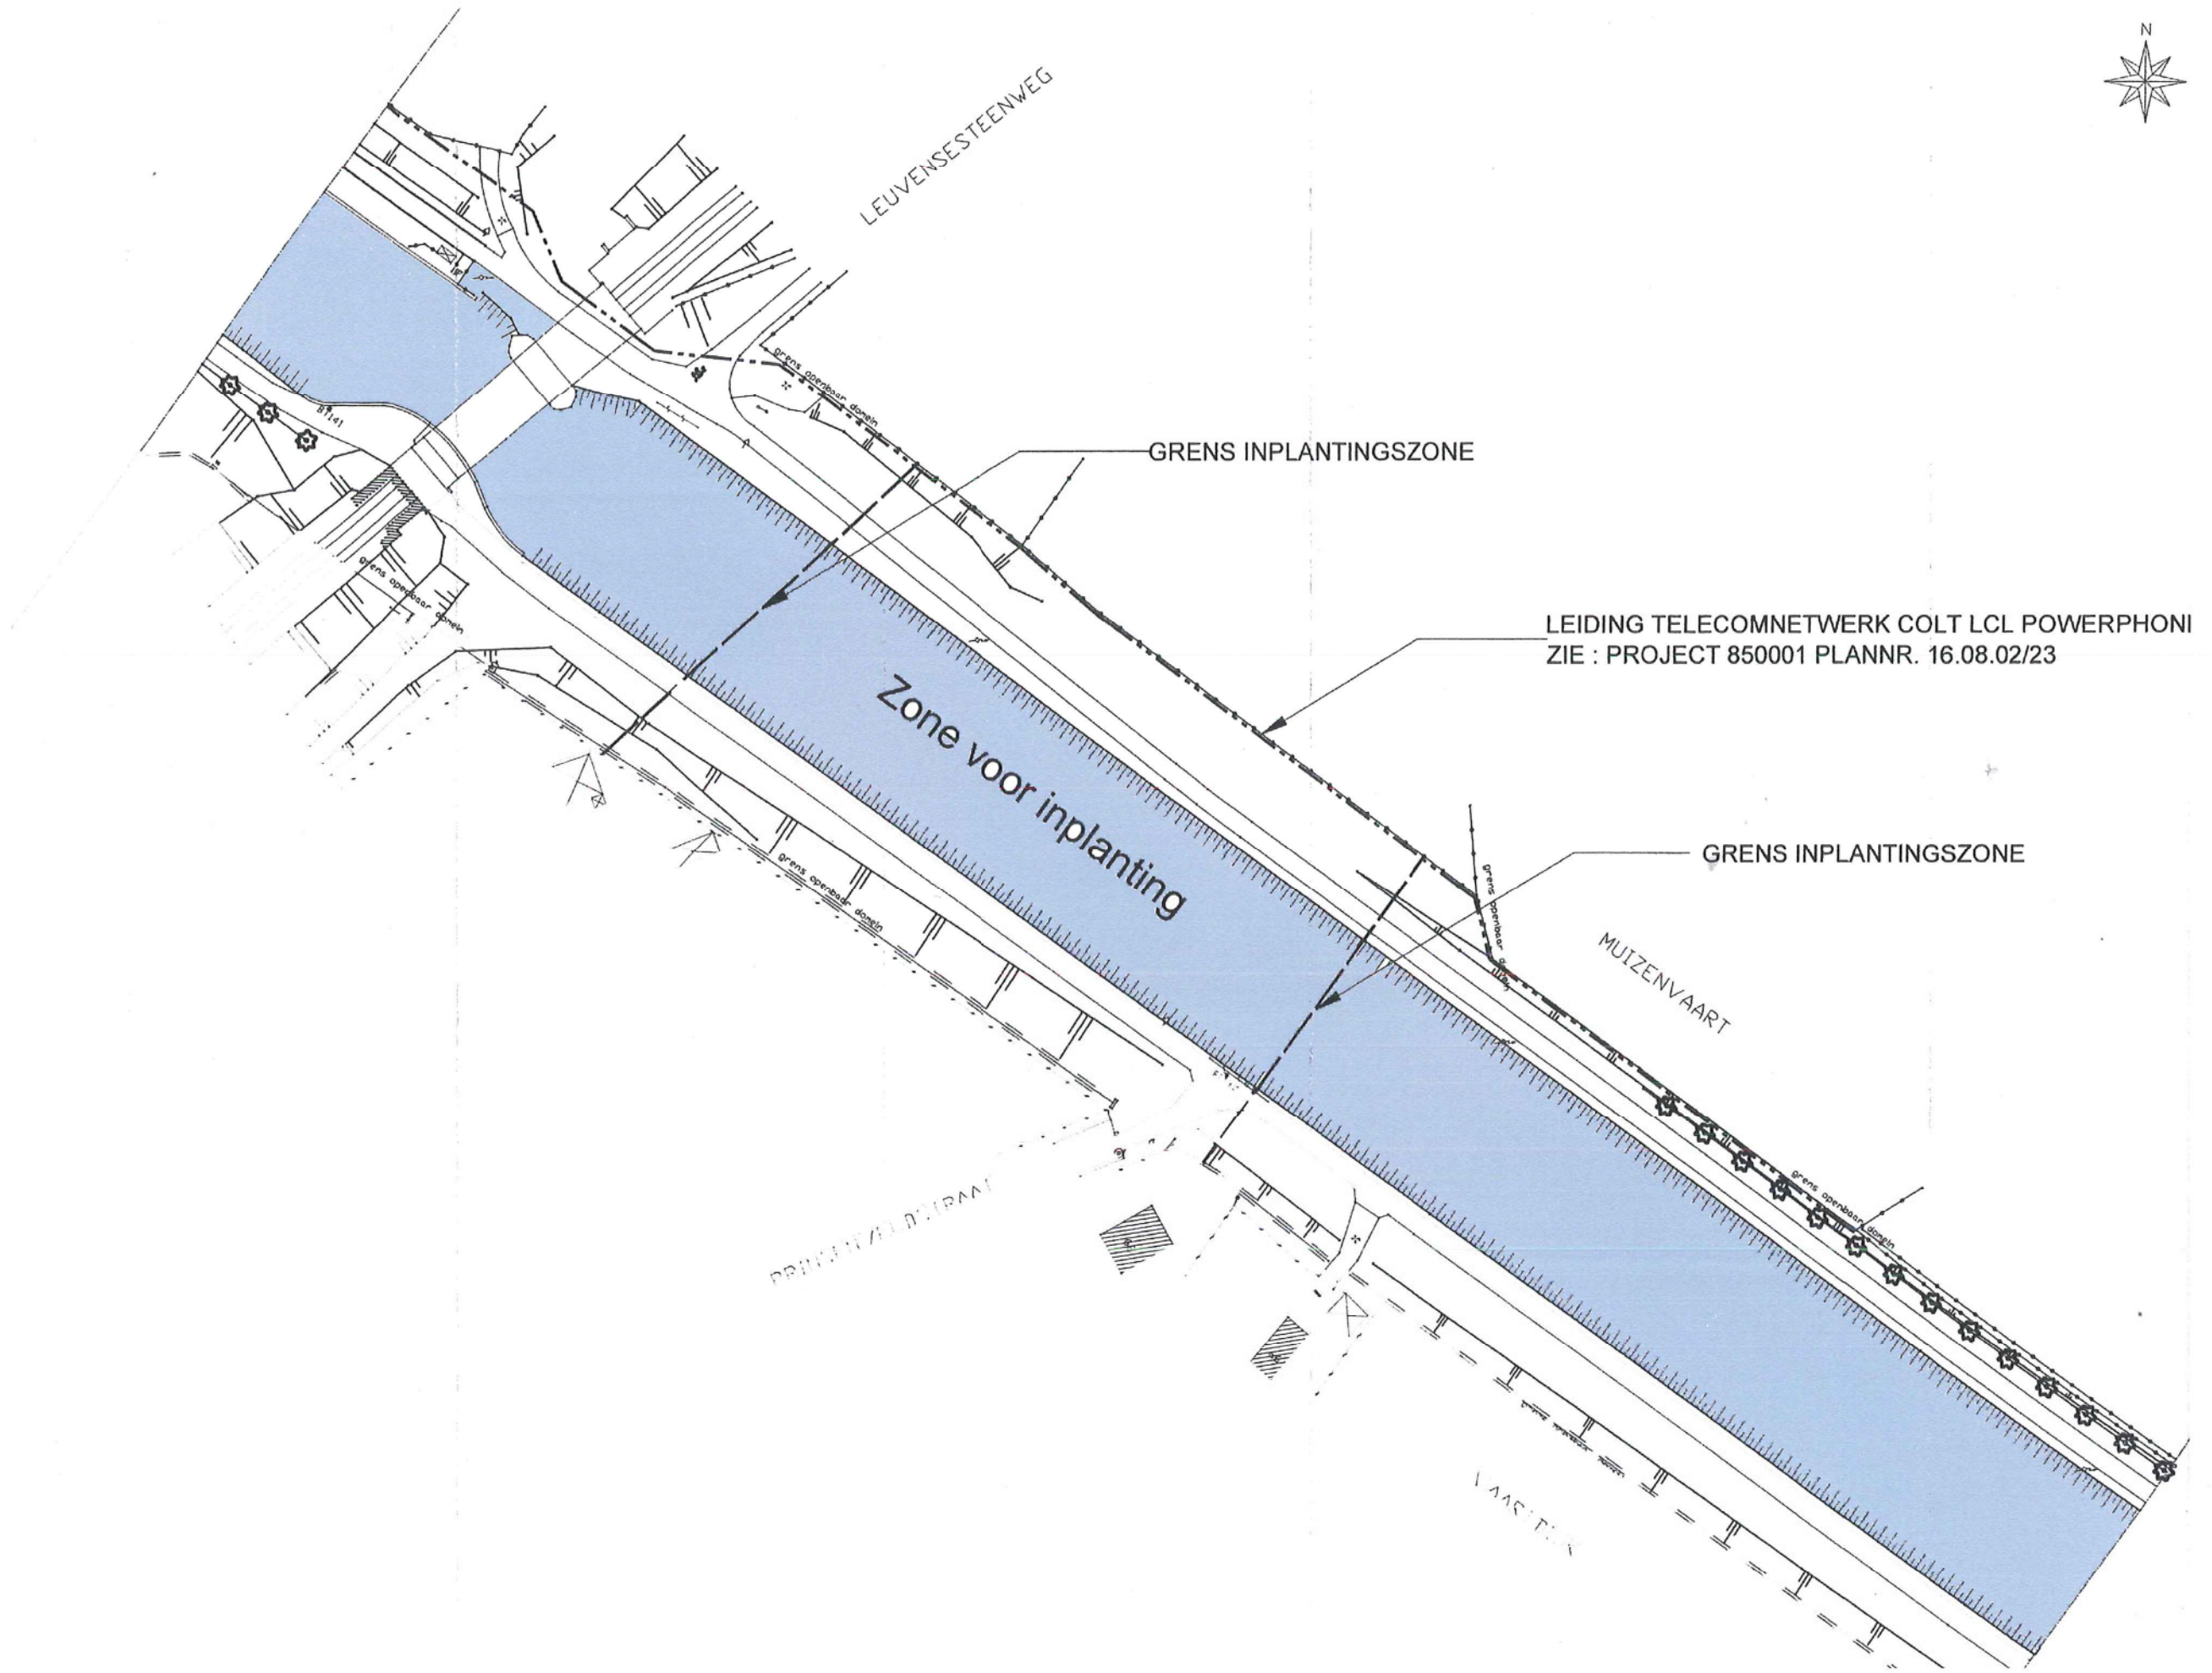 N
LEUVENSESTEENWEG
grens openbaar domein
GRENS INPLANTINGSZONE
grens openbaar domein
LEIDING TELECOMNETWERK COLT LCL POWERPHONI
ZIE : PROJECT 850001 PLANNR. 16.08.02/23
Zone voor inplanting
GRENS INPLANTINGSZONE
grens openbaar domein
grens openbaar domein
MUIZENVAART
grens openbaar domein